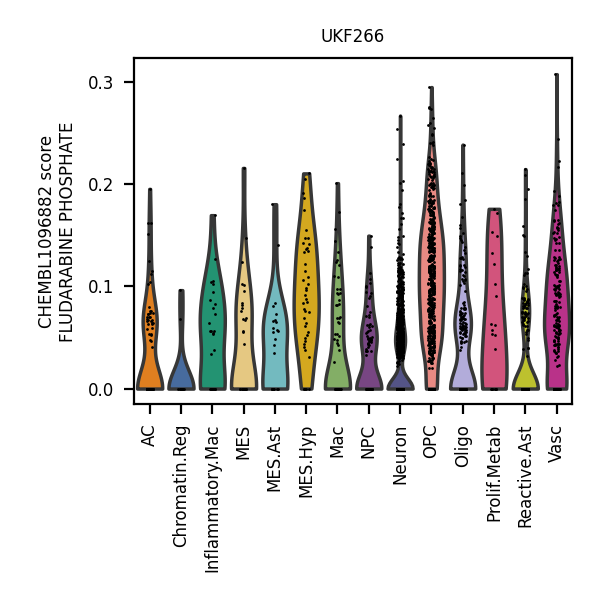 UKF266
CHEMBL1096882 score
FLUDARABINE PHOSPHATE
0.3
0.2
0.1
0.0
AC
Chromatin.Reg
Inflammatory.Mac
MES
MES.Ast
MES.Hyp
Mac
NPC
Neuron
OPC
Oligo
Prolif.Metab
Reactive.Ast
Vasc